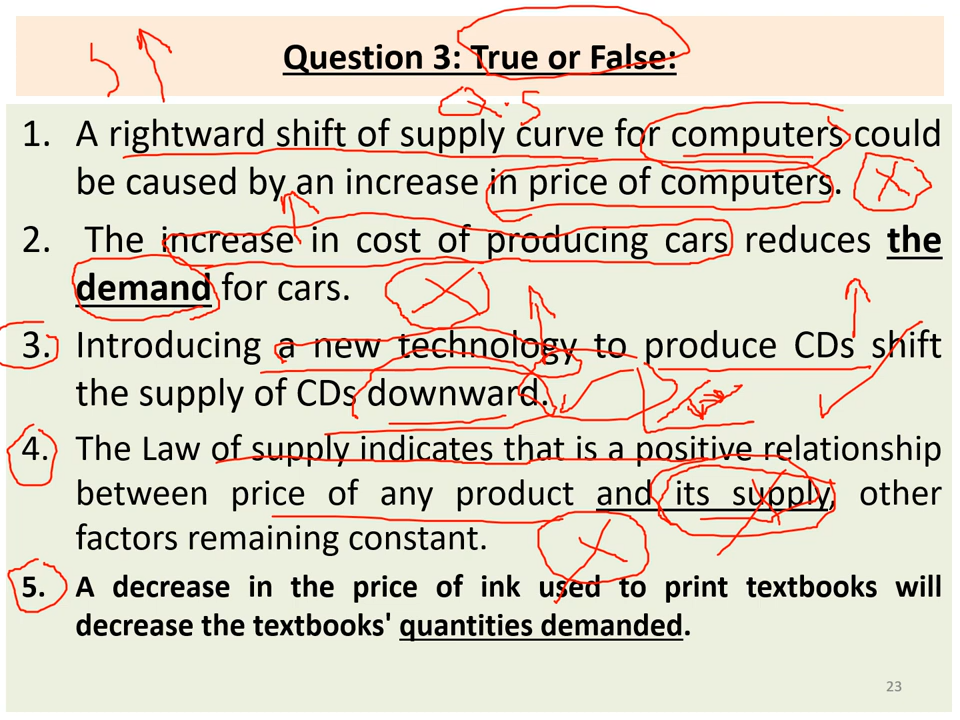 Question 3: True or False:
1. A rightward shift of supply curve for computers could
be caused by an increase in price of computers.
2. The increase in cost of producing cars reduces the
demand for cars.
3. Introducing a new technology to produce CDs shift
the supply of CDs downward.
4. The Law of supply indicates that is a positive relationship
between price of any product and its supply, other
factors remaining constant.
5. A decrease in the price of ink used to print textbooks will
decrease the textbooks' quantities demanded.
23